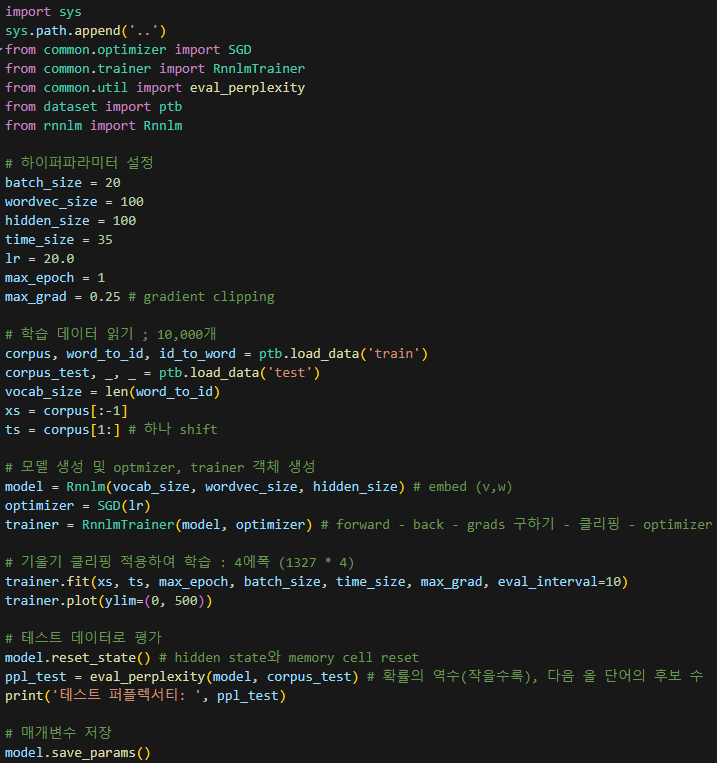 import sys
sys.path.append('..')
from common.optimizer import SGD
from common.trainer import RnnlmTrainer
from common.util import eval_perplexity
from dataset import ptb
from rnnlm import Rnnlm
# 하이퍼파라미터 설정
batch_size = 20
wordvec_size = 100
hidden_size = 100
time_size = 35
lr = 20.0
max_epoch = 1
max_grad = 0.25 # gradient clipping
# 학습 데이터 읽기 ; 10,000개
corpus, word_to_id, id_to_word = ptb.load_data('train')
corpus_test, _, _ = ptb.load_data('test')
vocab_size = len(word_to_id)
xs = corpus[:-1]
ts = corpus[1:] # 하나 shift
# 모델 생성 및 optmizer, trainer 객체 생성
model = Rnnlm(vocab_size, wordvec_size, hidden_size) # embed (v,w)
optimizer = SGD(lr)
trainer = RnnlmTrainer(model, optimizer) # forward - back - grads 구하기 - 클리핑 - optimizer
# 기울기 클리핑 적용하여 학습 : 4에폭 (1327 * 4)
trainer.fit(xs, ts, max_epoch, batch_size, time_size, max_grad, eval_interval=10)
trainer.plot(ylim=(0, 500))
# 테스트 데이터로 평가
model.reset_state() # hidden state와 memory cell reset
ppl_test = eval_perplexity(model, corpus_test) # 확률의 역수(작을수록), 다음 올 단어의 후보 수
print('테스트 퍼플렉서티: ', ppl_test)
# 매개변수 저장
model.save_params()